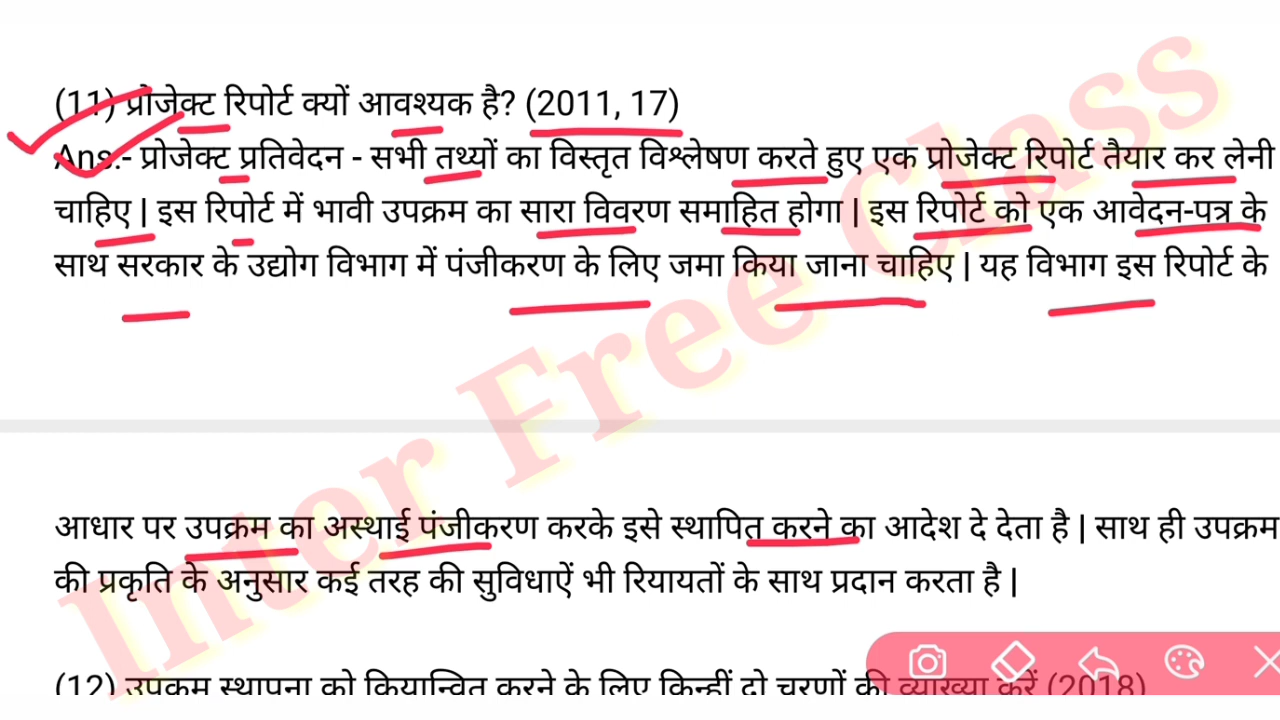 (11) प्रोजेक्ट रिपोर्ट क्यों आवश्यक है? (2011, 17)
Ans:- प्रोजेक्ट प्रतिवेदन - सभी तथ्यों का विस्तृत विश्लेषण करते हुए एक प्रोजेक्ट रिपोर्ट तैयार कर लेनी
चाहिए | इस रिपोर्ट में भावी उपक्रम का सारा विवरण समाहित होगा | इस रिपोर्ट को एक आवेदन-पत्र के
साथ सरकार के उद्योग विभाग में पंजीकरण के लिए जमा किया जाना चाहिए | यह विभाग इस रिपोर्ट के
आधार पर उपक्रम का अस्थाई पंजीकरण करके इसे स्थापित करने का आदेश दे देता है | साथ ही उपक्रम
की प्रकृति के अनुसार कई तरह की सुविधाऐं भी रियायतों के साथ प्रदान करता है |
(12) उपक्रम स्थापना को क्रियान्वित करने के लिए किन्हीं दो चरणों की व्याख्या करें (2018)
Inter Free Class